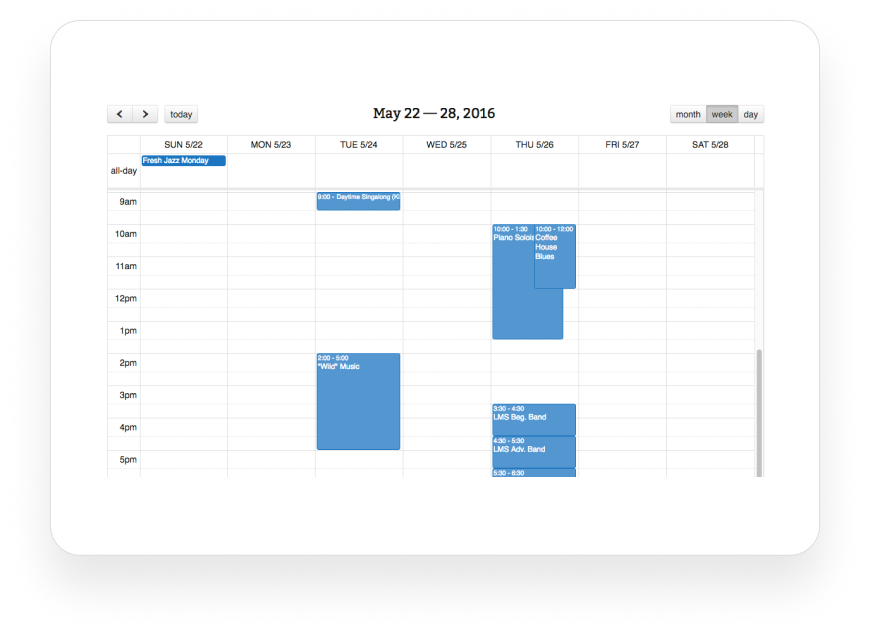 today
May 22 — 28, 2016
month week day
SUN 5/22 MON 5/23 TUE 5/24 WED 5/25 THU 5/26 FRI 5/27 SAT 5/28
all-day
Fresh Jazz Monday
9am
9:00 - Daytime Singalong (Ki
10am
10:00 - 1:30
Piano Solois
10:00 - 12:00
Coffee
House
Blues
11am
12pm
1pm
2pm
2:00 - 5:00
"Wild" Music
3pm
3:30 - 4:30
LMS Beg. Band
4pm
4:30 - 5:30
LMS Adv. Band
5pm
5:30 - 6:30